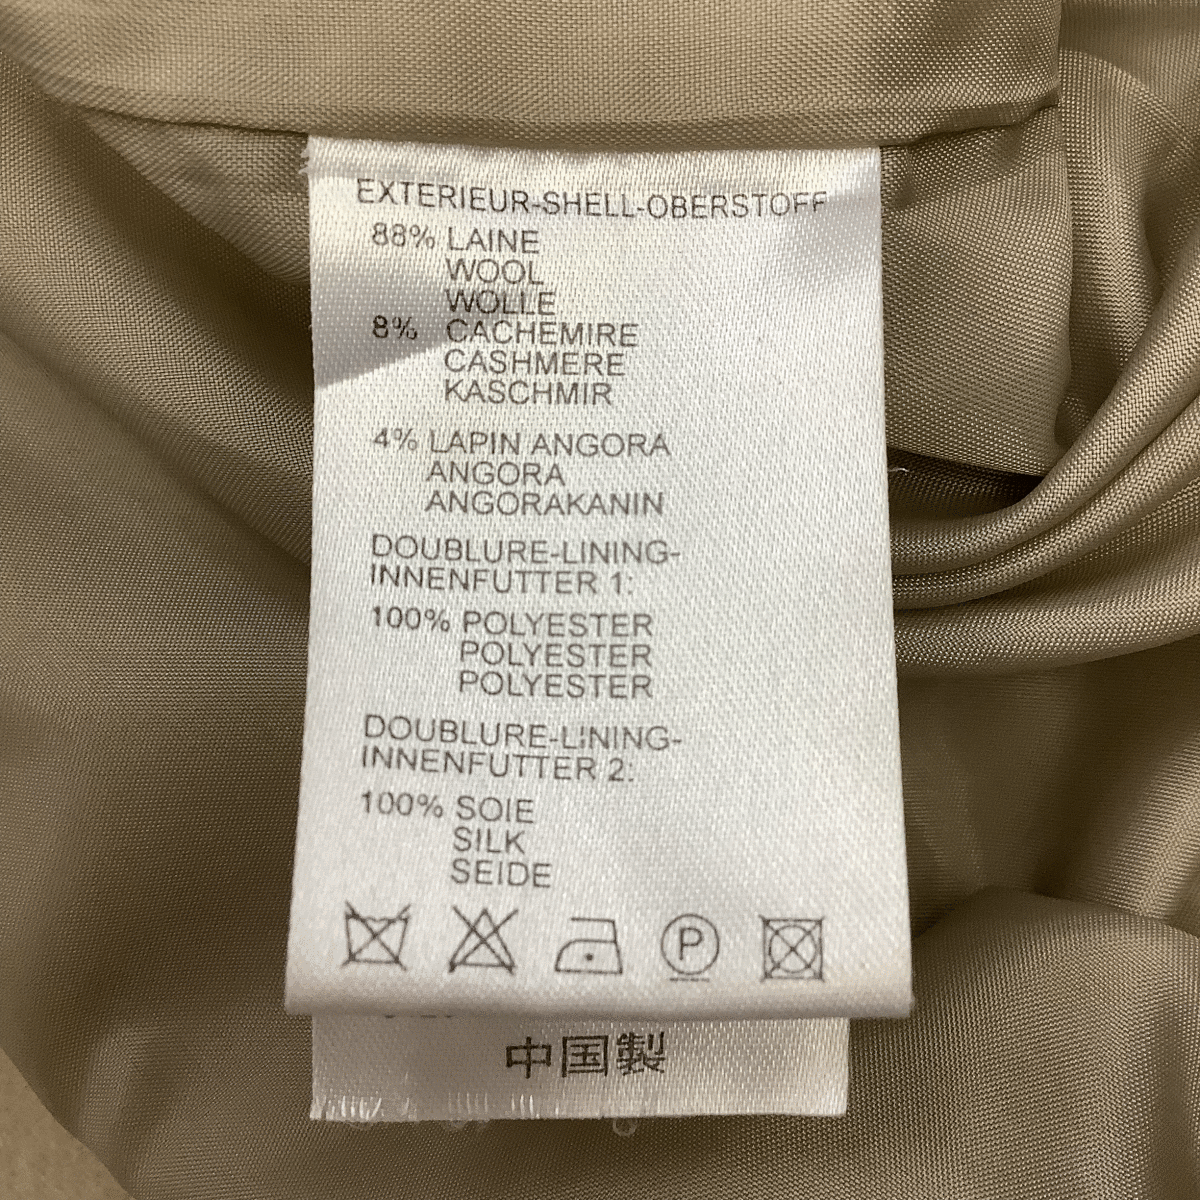 EXTERIEUR-SHELL-OBERSTOFF
88% LAINE
WOOL
WOLLE
8% CACHEMIRE
CASHMERE
KASCHMIR
4% LAPIN ANGORA
ANGORA
ANGORAKANIN
DOUBLURE-LINING-
INNENFUTTER 1:
100% POLYESTER
POLYESTER
POLYESTER
DOUBLURE-LINING-
INNENFUTTER 2:
100% SOIE
SILK
SEIDE
P
中国製